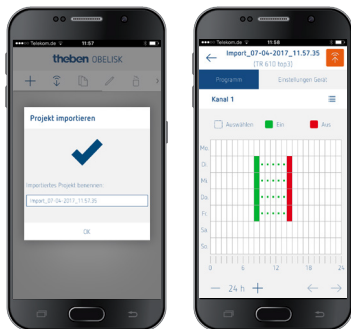 Telekom.de 11:57
theben OBELISK
Projekt importieren
Importiertes Projekt benennen:
Import_07-04-2017_11.57.35
OK
Telekom.de 11:58
Import_07-04-2017_11.57.35
(TR 610 top3)
Programm Einstellungen Gerät
Kanal 1
Auswählen Ein Aus
Mo.
Di.
Mi.
Do.
Fr.
Sa.
So.
0 6 12 18 24
24 h